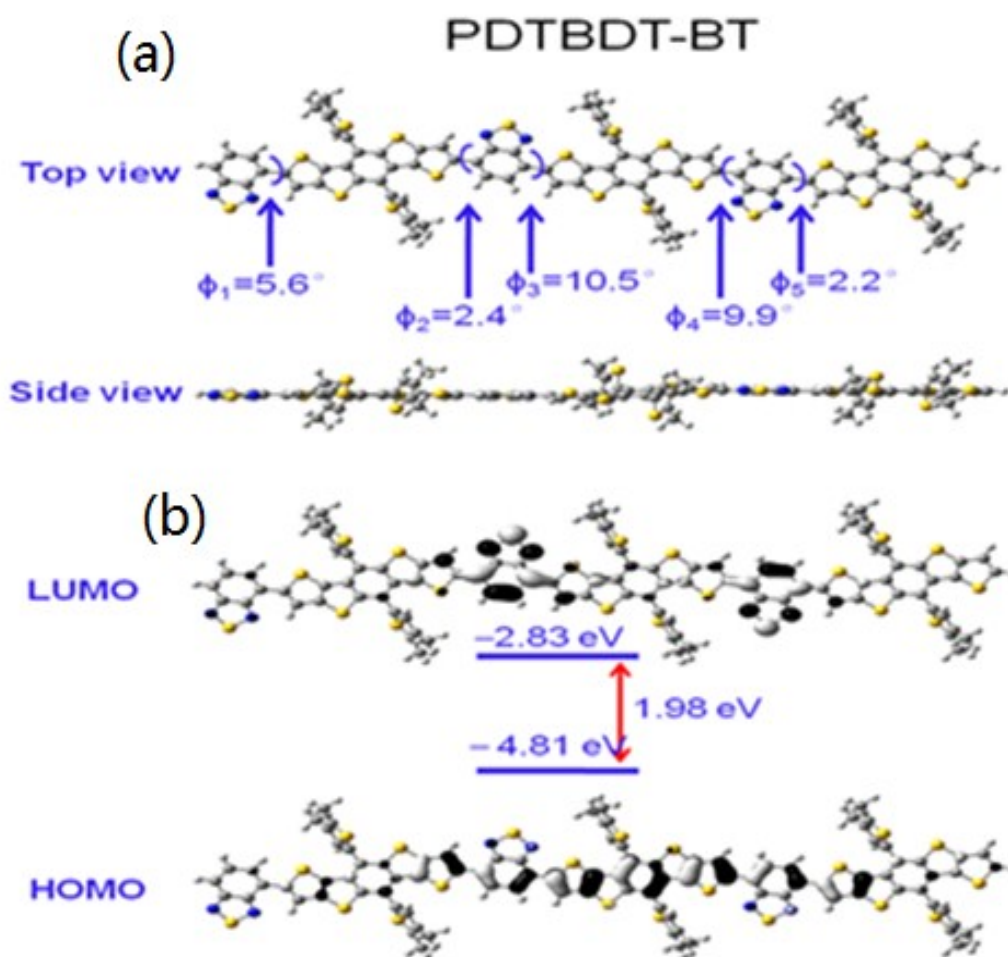 (a)
PDTBDT-BT
Top view
ϕ₁=5.6°
ϕ₂=2.4°
ϕ₃=10.5°
ϕ₄=9.9°
ϕ₅=2.2°
Side view
(b)
LUMO
−2.83 eV
1.98 eV
− 4.81 eV
HOMO